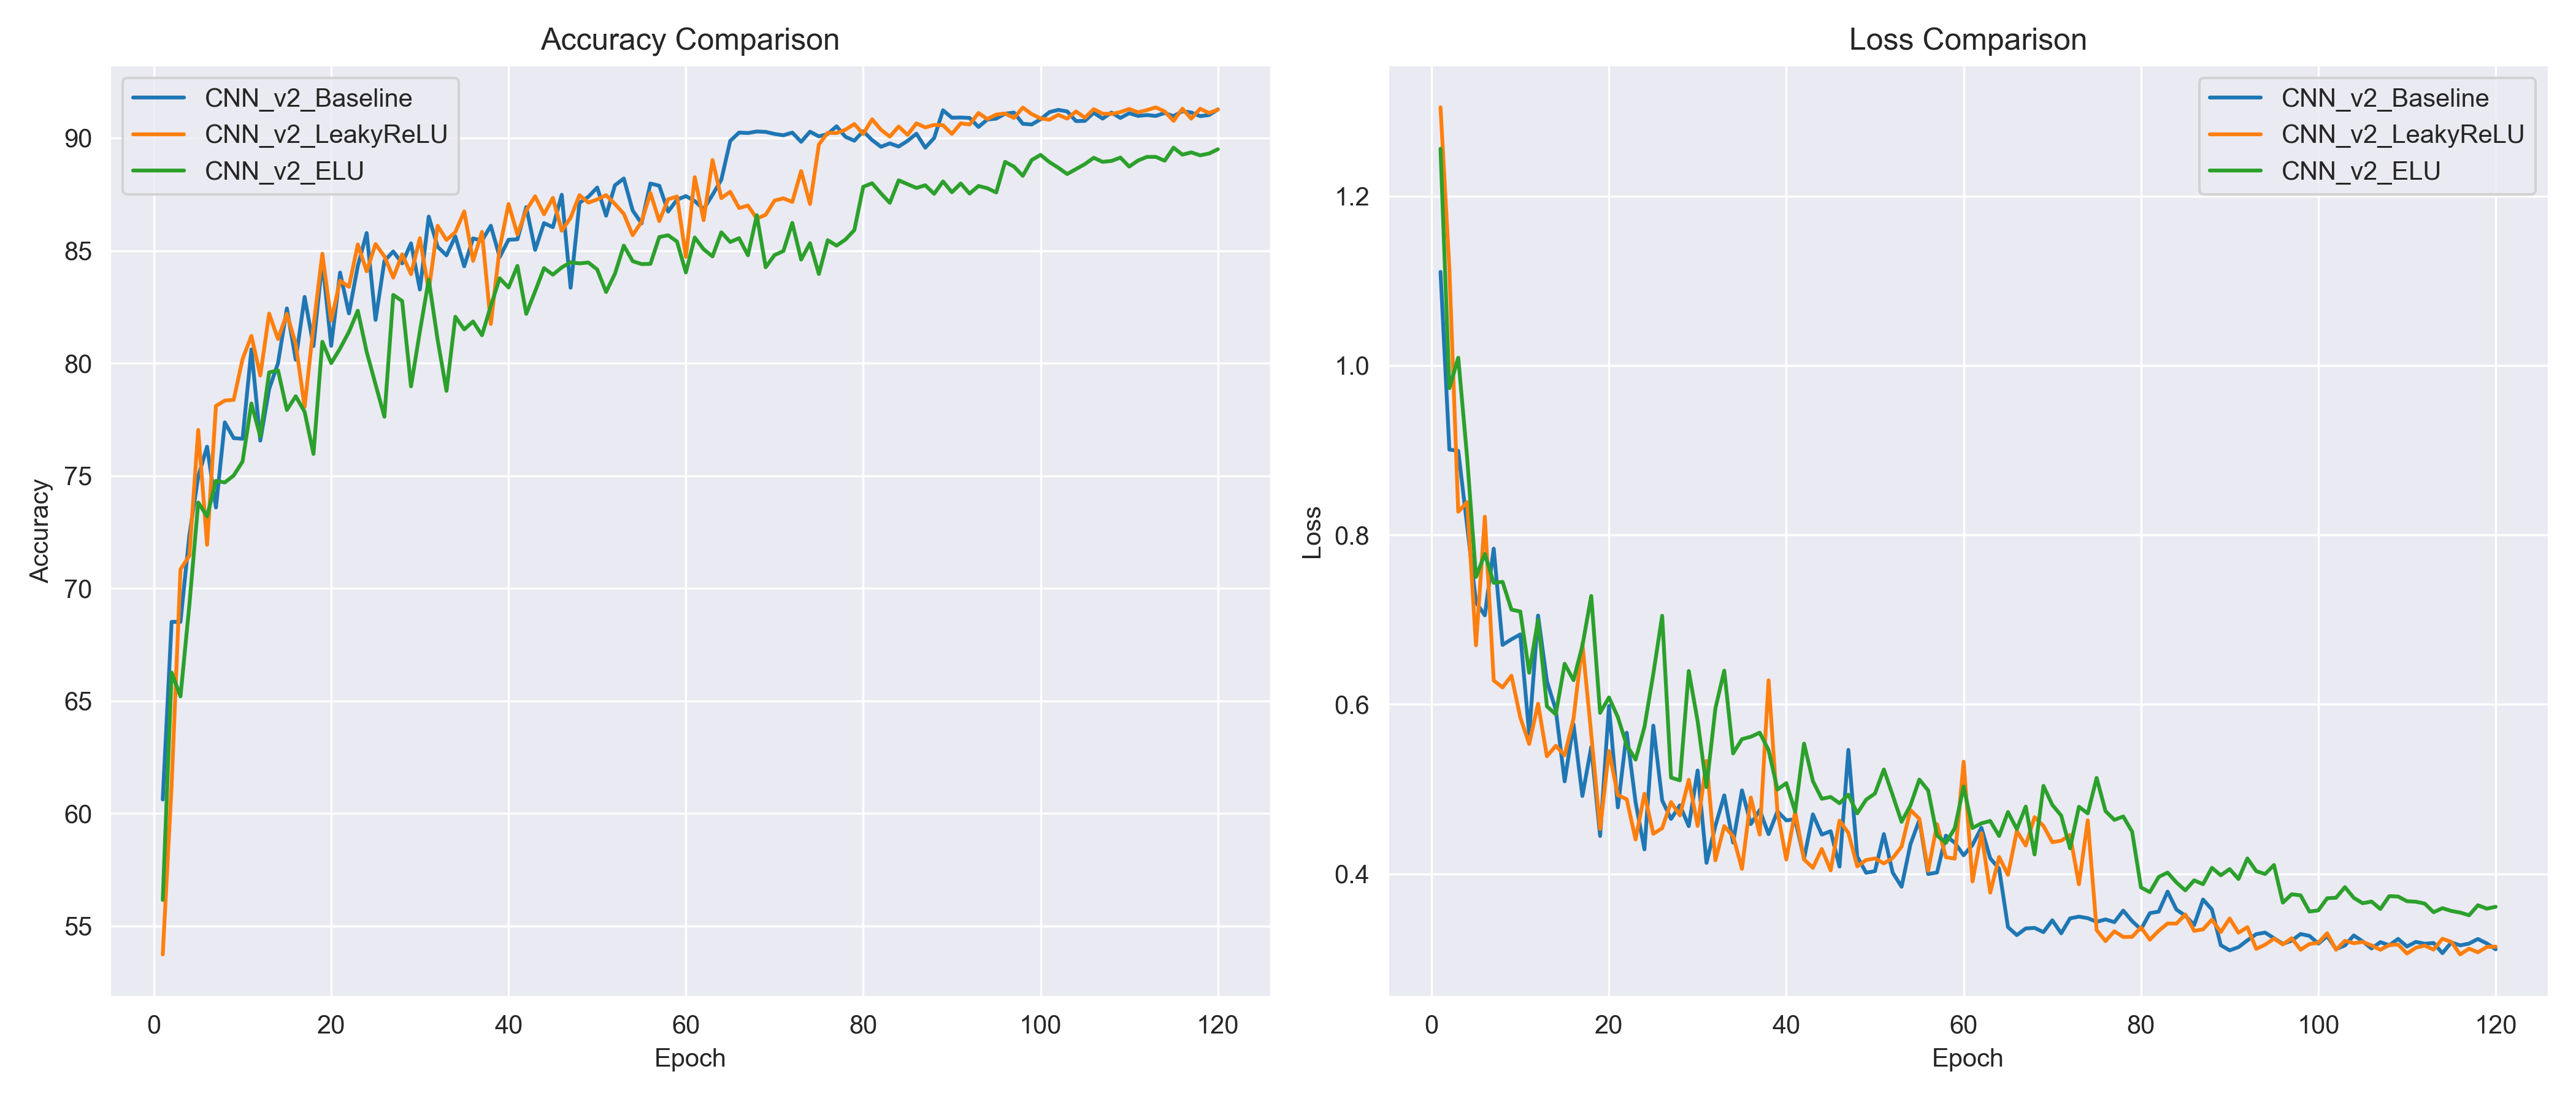 Accuracy Comparison
CNN_v2_Baseline
CNN_v2_LeakyReLU
CNN_v2_ELU
90
85
80
75
70
65
60
55
Accuracy
0 20 40 60 80 100 120
Epoch
Loss Comparison
CNN_v2_Baseline
CNN_v2_LeakyReLU
CNN_v2_ELU
1.2
1.0
0.8
0.6
0.4
Loss
0 20 40 60 80 100 120
Epoch